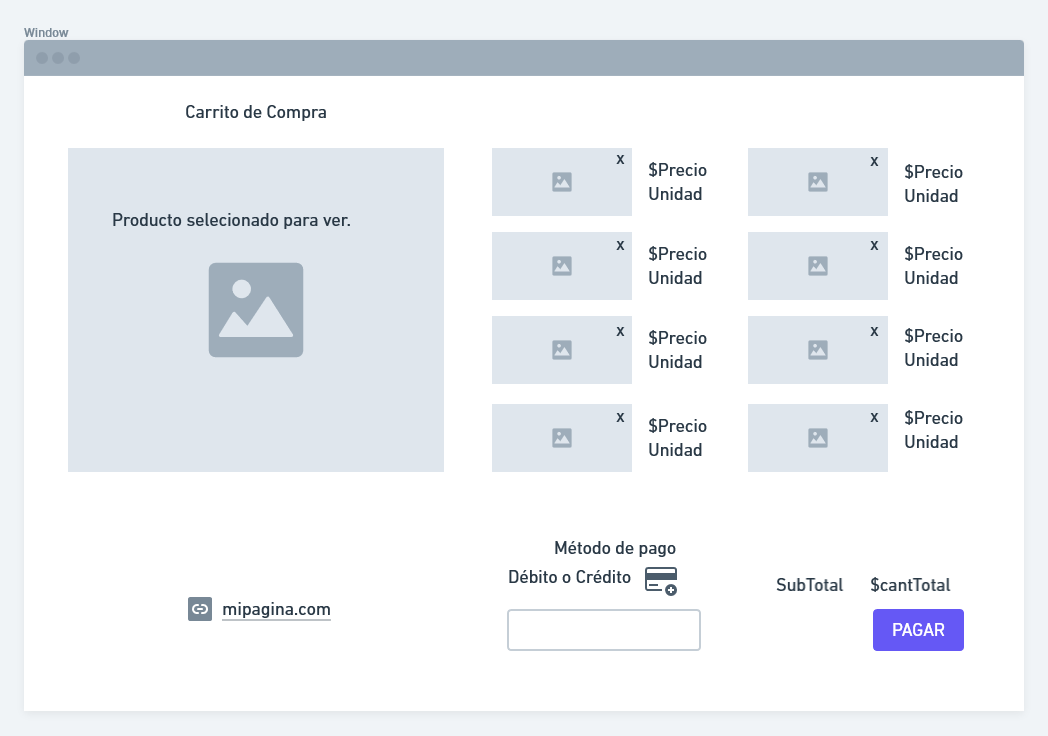 Window
Carrito de Compra
Producto selecionado para ver.
x
$Precio
Unidad
x
$Precio
Unidad
x
$Precio
Unidad
x
$Precio
Unidad
x
$Precio
Unidad
x
$Precio
Unidad
x
$Precio
Unidad
x
$Precio
Unidad
Método de pago
Débito o Crédito
SubTotal $cantTotal
mipagina.com
PAGAR